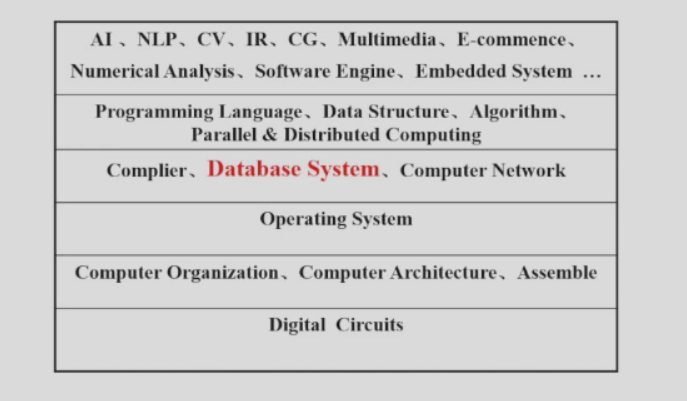 AI 、NLP、CV、IR、CG、Multimedia、E-commence、
Numerical Analysis、Software Engine、Embedded System …
Programming Language、Data Structure、Algorithm、
Parallel & Distributed Computing
Complier、Database System、Computer Network
Operating System
Computer Organization、Computer Architecture、Assemble
Digital Circuits